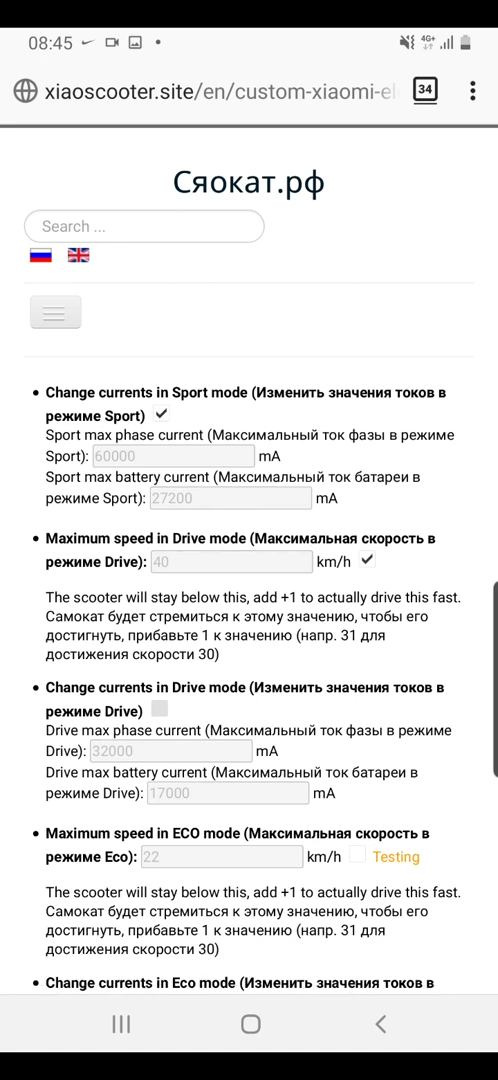 08:45
4G+
xiaoscooter.site/en/custom-xiaomi-el
34
Сяокат.рф
Search ...
Change currents in Sport mode (Изменить значения токов в
режиме Sport)
Sport max phase current (Максимальный ток фазы в режиме
Sport): 60000 mA
Sport max battery current (Максимальный ток батареи в
режиме Sport): 27200 mA
Maximum speed in Drive mode (Максимальная скорость в
режиме Drive): 40 km/h
The scooter will stay below this, add +1 to actually drive this fast.
Самокат будет стремиться к этому значению, чтобы его
достигнуть, прибавьте 1 к значению (напр. 31 для
достижения скорости 30)
Change currents in Drive mode (Изменить значения токов в
режиме Drive)
Drive max phase current (Максимальный ток фазы в режиме
Drive): 32000 mA
Drive max battery current (Максимальный ток батареи в
режиме Drive): 17000 mA
Maximum speed in ECO mode (Максимальная скорость в
режиме Eco): 22 km/h Testing
The scooter will stay below this, add +1 to actually drive this fast.
Самокат будет стремиться к этому значению, чтобы его
достигнуть, прибавьте 1 к значению (напр. 31 для
достижения скорости 30)
Change currents in Eco mode (Изменить значения токов в